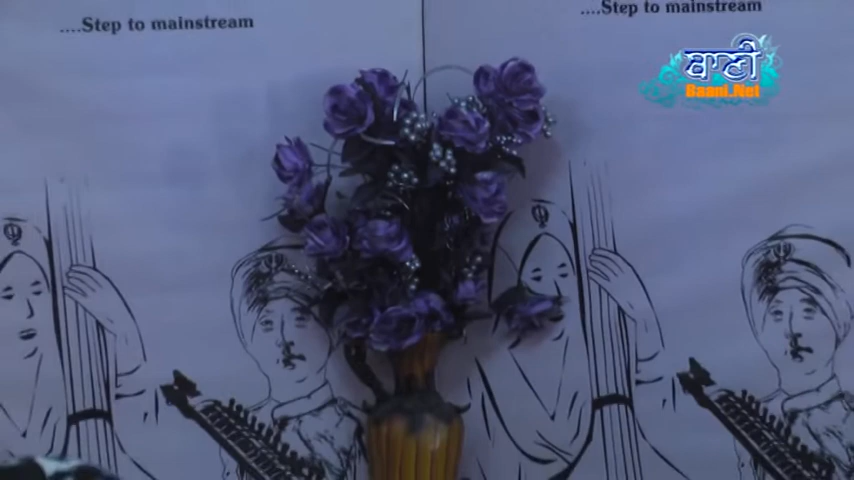 ....Step to mainstream
....Step to mainstream
ਬਾਣੀ
Baani.Net